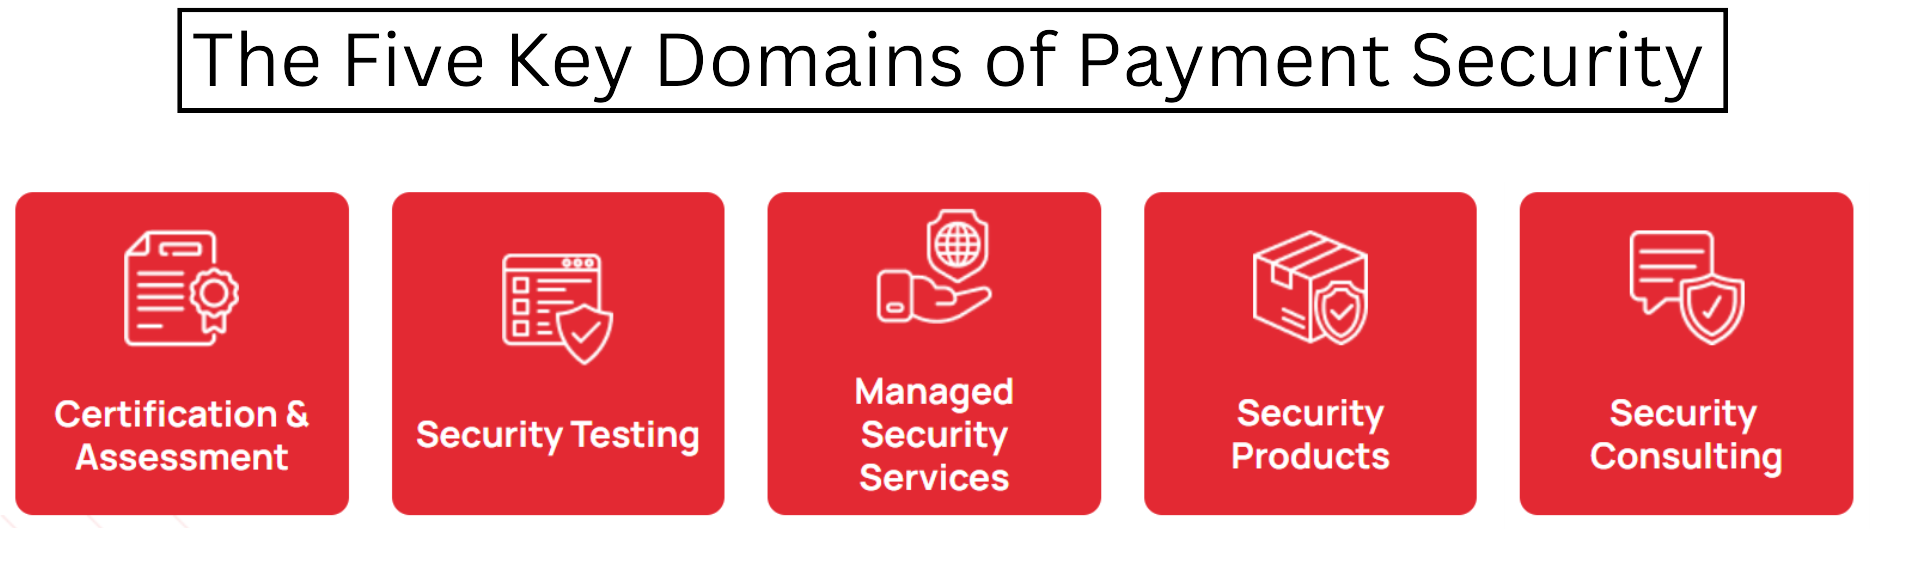 The Five Key Domains of Payment Security
Certification &
Assessment
Security Testing
Managed
Security
Services
Security
Products
Security
Consulting